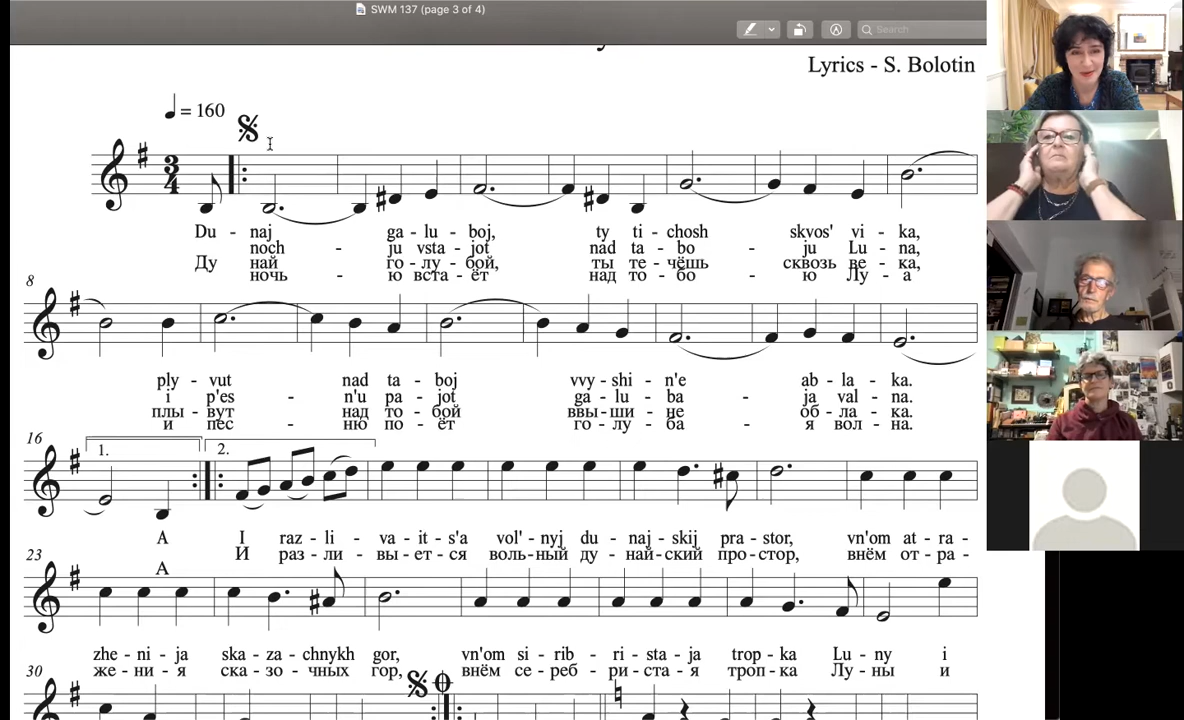 SWM 137 (page 3 of 4)
Search
Lyrics - S. Bolotin
= 160
3
4
Du - naj ga - lu - boj, ty ti - chosh skvos' vi - ka,
noch - ju vsta - jot nad ta - bo - ju Lu - na,
Ду най го - лу - бой, ты те - чёшь сквозь ве - ка,
ночь - ю вста - ёт над то - бо - ю Лу - а
8
ply - vut nad ta - boj vvy - shi - n'e ab - la - ka.
i p'es - n'u pa - jot ga - lu - ba - ja val - na.
плы - вут над то - бой ввы - ши - не об - ла - ка.
и пес - ню по - ёт го - лу - ба - я вол - на.
16
1. 2.
A I raz - li - va - it - s'a vol' - nyj du - naj - skij pra - stor, vn'om at - ra -
И раз - ли - вы - ет - ся воль - ный ду - най - ский про - стор, внём от - ра -
23
А
zhe - ni - ja ska - za - chnykh gor, vn'om si - rib - ri - sta - ja trop - ka Lu - ny i
же - ни - я ска - зо - чных гор, внём се - реб - ри - ста - я троп - ка Лу - ны и
30